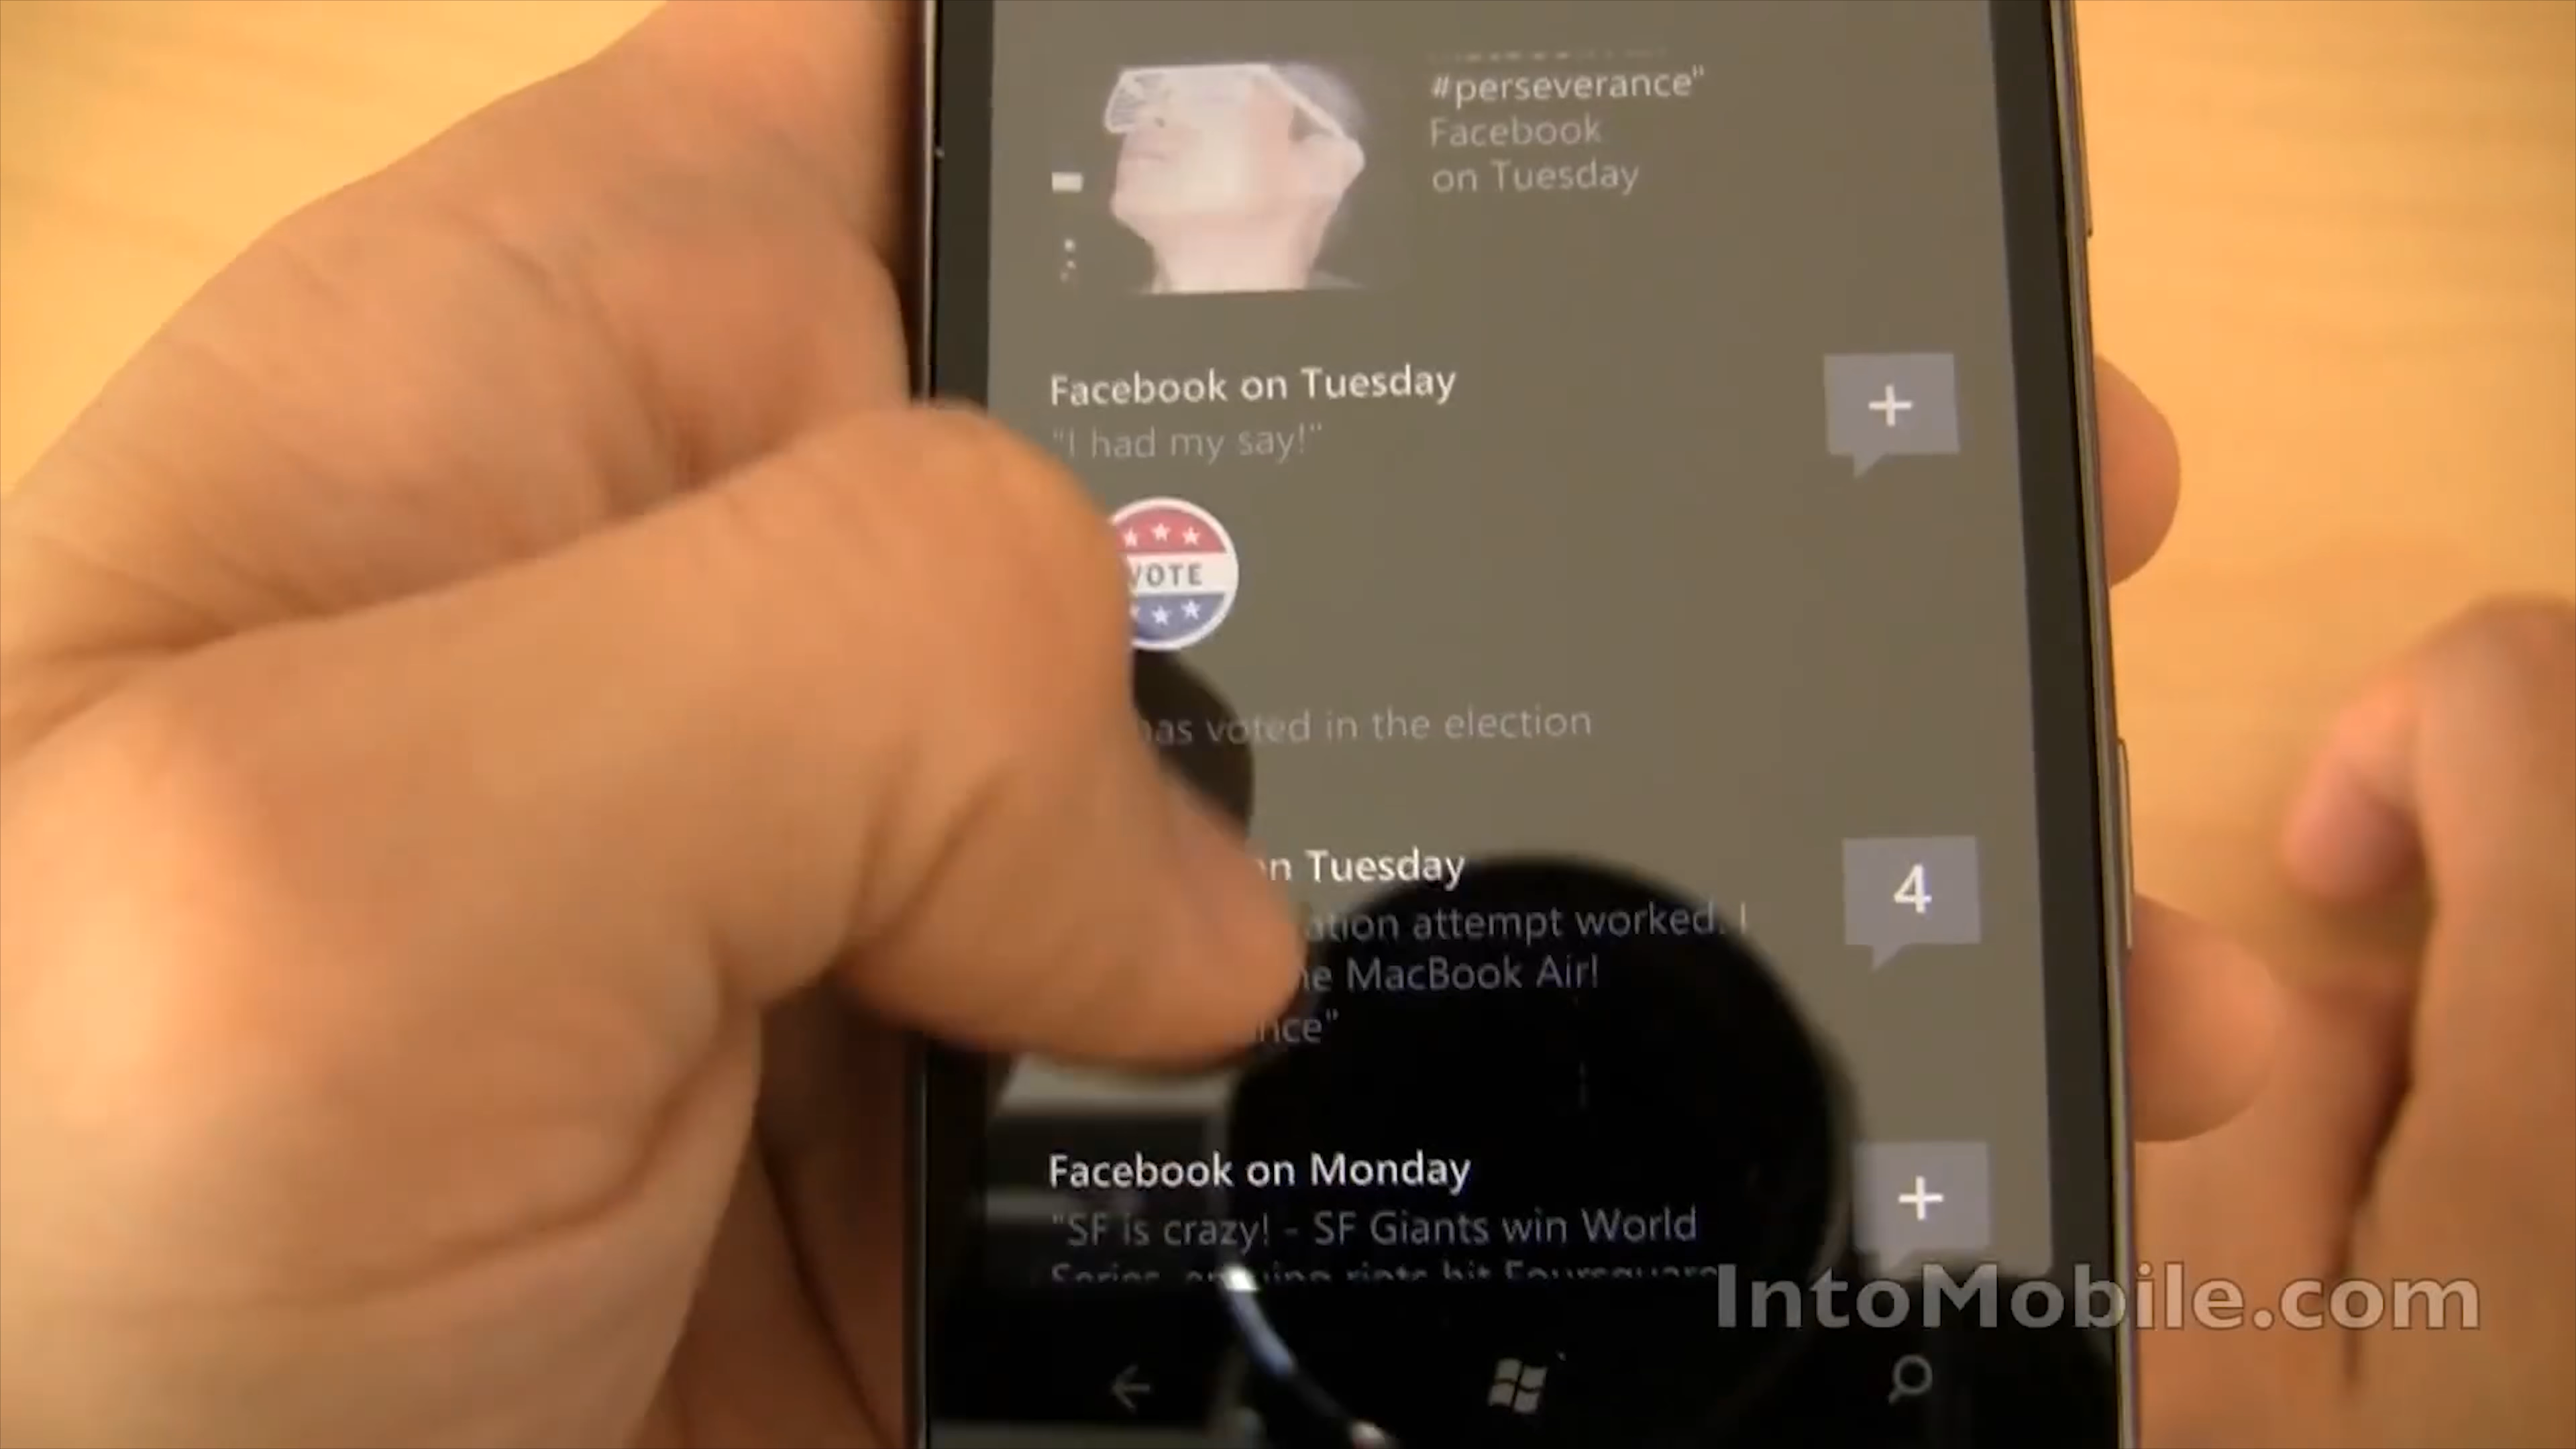 #perseverance"
Facebook
on Tuesday
Facebook on Tuesday
+
"I had my say!"
VOTE
has voted in the election
Tuesday
4
attempt worked. I
MacBook Air!
Facebook on Monday
+
"SF is crazy! - SF Giants win World
IntoMobile.com